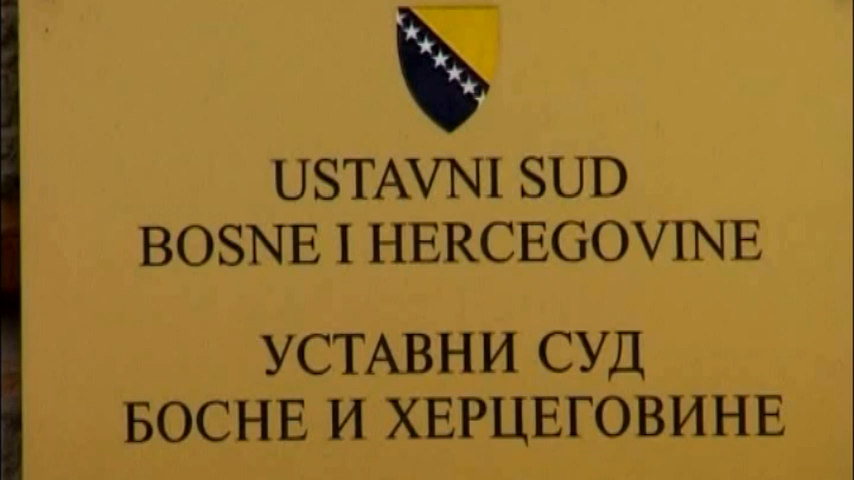 USTAVNI SUD
BOSNE I HERCEGOVINE
УСТАВНИ СУД
БОСНЕ И ХЕРЦЕГОВИНЕ